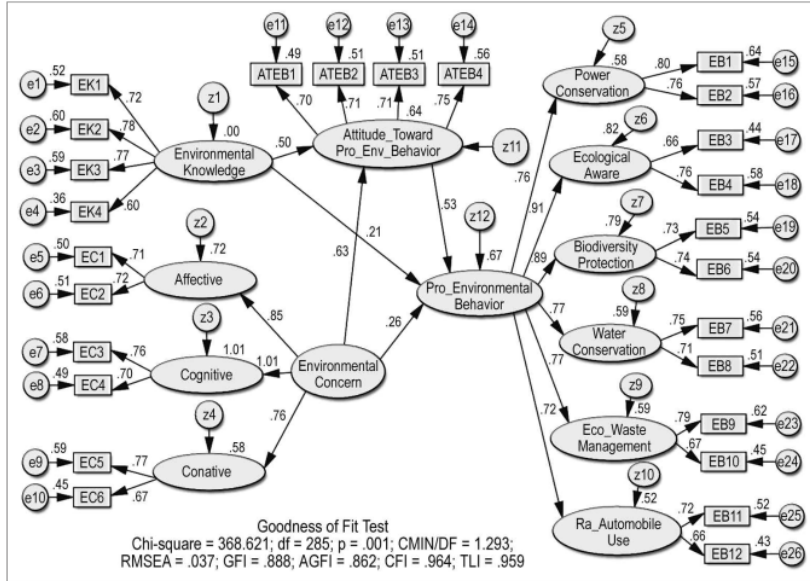 e11
e12
e13
e14
.49
.51
.51
.56
ATEB1
ATEB2
ATEB3
ATEB4
.70
.71
.71
.75
.64
Attitude_Toward
Pro_Env_Behavior
z11
e1
.52
EK1
e2
.60
EK2
e3
.59
EK3
e4
.36
EK4
.72
.78
.77
.60
z1
.00
Environmental
Knowledge
.50
.21
.63
.53
e5
.50
EC1
e6
.51
EC2
.71
.72
z2
.72
Affective
.85
e7
.58
EC3
e8
.49
EC4
.76
.70
z3
1.01
Cognitive
1.01
Environmental
Concern
.26
.76
e9
.59
EC5
e10
.45
EC6
.77
.67
z4
.58
Conative
z12
.67
Pro_Environmental
Behavior
.76
.91
.89
.77
.77
.72
z5
.58
Power
Conservation
.80
.76
EB1
.64
e15
EB2
.57
e16
z6
.82
Ecological
Aware
.66
.76
EB3
.44
e17
EB4
.58
e18
z7
.79
Biodiversity
Protection
.73
.74
EB5
.54
e19
EB6
.54
e20
z8
.59
Water
Conservation
.75
.71
EB7
.56
e21
EB8
.51
e22
z9
.59
Eco_Waste
Management
.79
.67
EB9
.62
e23
EB10
.45
e24
z10
.52
Ra_Automobile
Use
.72
.66
EB11
.52
e25
EB12
.43
e26
Goodness of Fit Test
Chi-square = 368.621; df = 285; p = .001; CMIN/DF = 1.293;
RMSEA = .037; GFI = .888; AGFI = .862; CFI = .964; TLI = .959